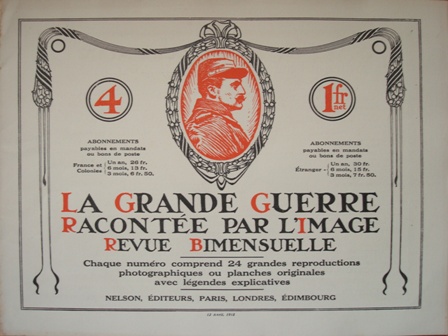 4
1fr
net
ABONNEMENTS
payables en mandats
ou bons de poste
France et Colonies
Un an, 26 fr.
6 mois, 13 fr.
3 mois, 6 fr. 50.
ABONNEMENTS
payables en mandats
ou bons de poste
Étranger
Un an, 30 fr.
6 mois, 15 fr.
3 mois, 7 fr. 50.
LA GRANDE GUERRE
RACONTÉE PAR L'IMAGE
REVUE BIMENSUELLE
Chaque numéro comprend 24 grandes reproductions
photographiques ou planches originales
avec légendes explicatives
NELSON, ÉDITEURS, PARIS, LONDRES, ÉDIMBOURG